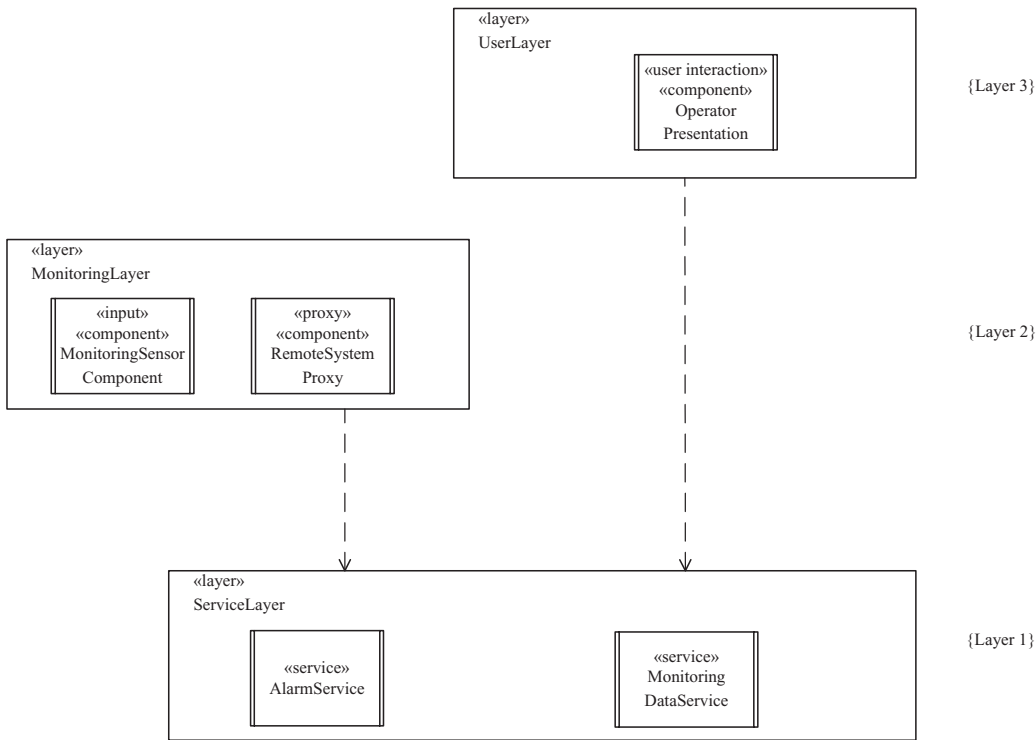 «layer»
UserLayer
«user interaction»
«component»
Operator
Presentation
{Layer 3}
«layer»
MonitoringLayer
«input»
«component»
MonitoringSensor
Component
«proxy»
«component»
RemoteSystem
Proxy
{Layer 2}
«layer»
ServiceLayer
«service»
AlarmService
«service»
Monitoring
DataService
{Layer 1}